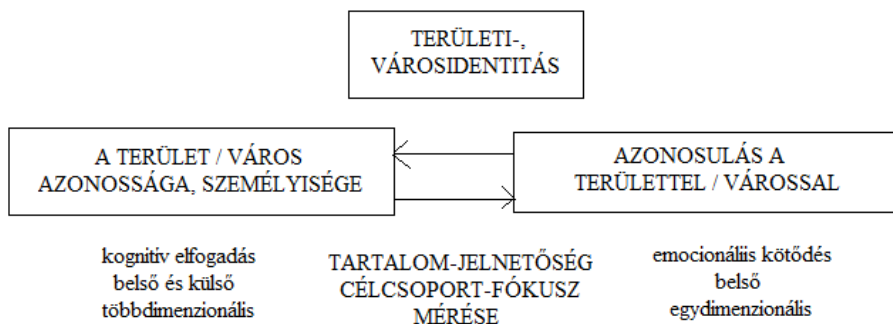 TERÜLETI-,
VÁROSIDENTITÁS
A TERÜLET / VÁROS
AZONOSSÁGA, SZEMÉLYISÉGE
AZONOSULÁS A
TERÜLETTEL / VÁROSSAL
kognitív elfogadás
belső és külső
többdimenzionális
TARTALOM-JELNETŐSÉG
CÉLCSOPORT-FÓKUSZ
MÉRÉSE
emocionáliis kötődés
belső
egydimenzionális